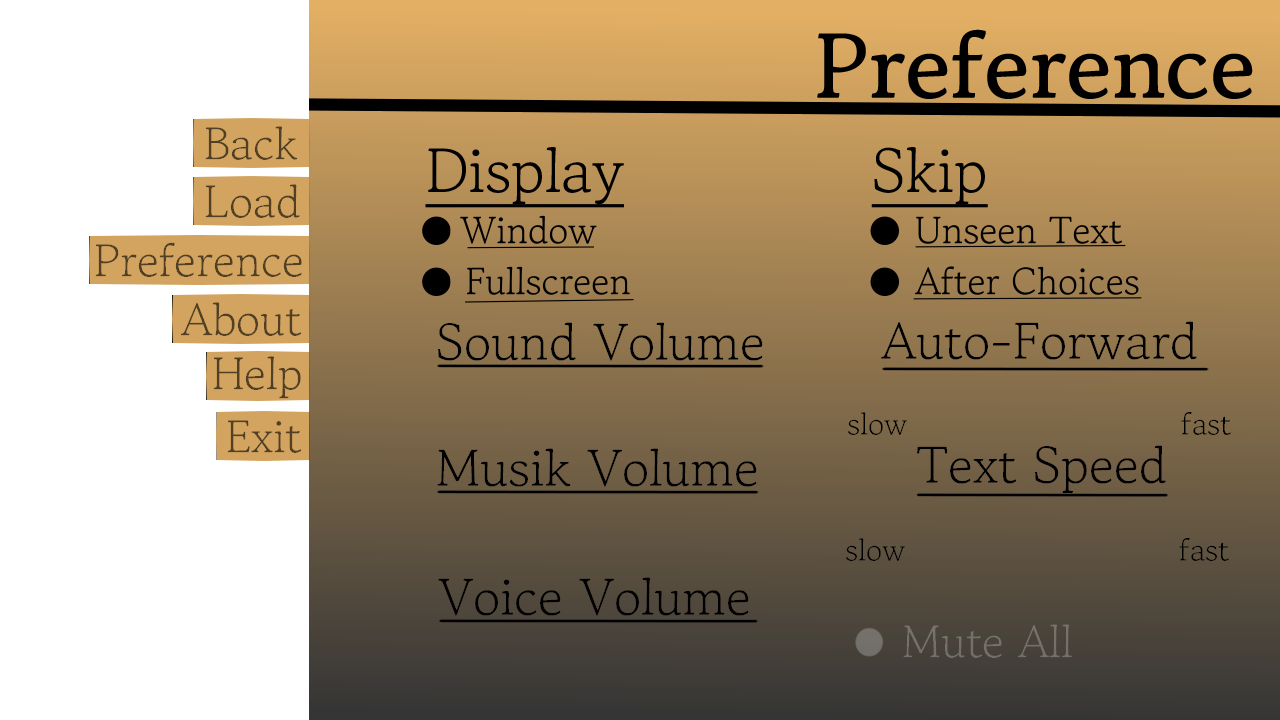 Preference
Back
Load
Preference
About
Help
Exit
Display
Window
Fullscreen
Sound Volume
Musik Volume
Voice Volume
Skip
Unseen Text
After Choices
Auto-Forward
slow fast
Text Speed
slow fast
Mute All